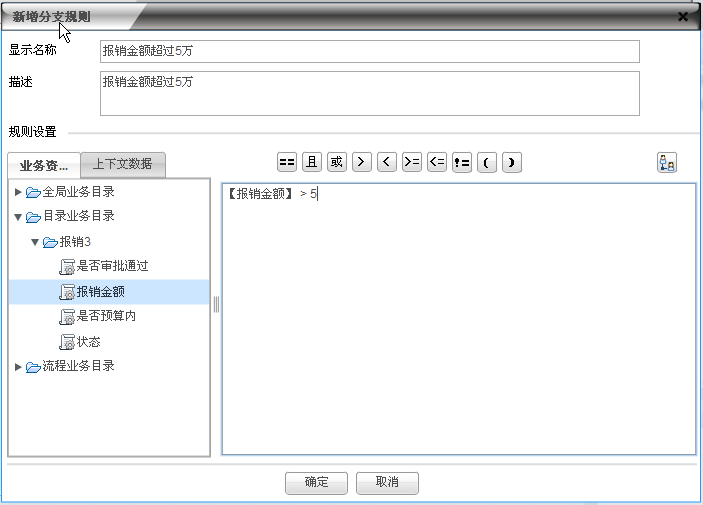 新增分支规则
显示名称
报销金额超过5万
描述
报销金额超过5万
规则设置
业务资... 上下文数据
== 且 或 > < >= <= != ( )
全局业务目录
目录业务目录
报销3
是否审批通过
报销金额
是否预算内
状态
流程业务目录
【报销金额】 > 5
确定 取消